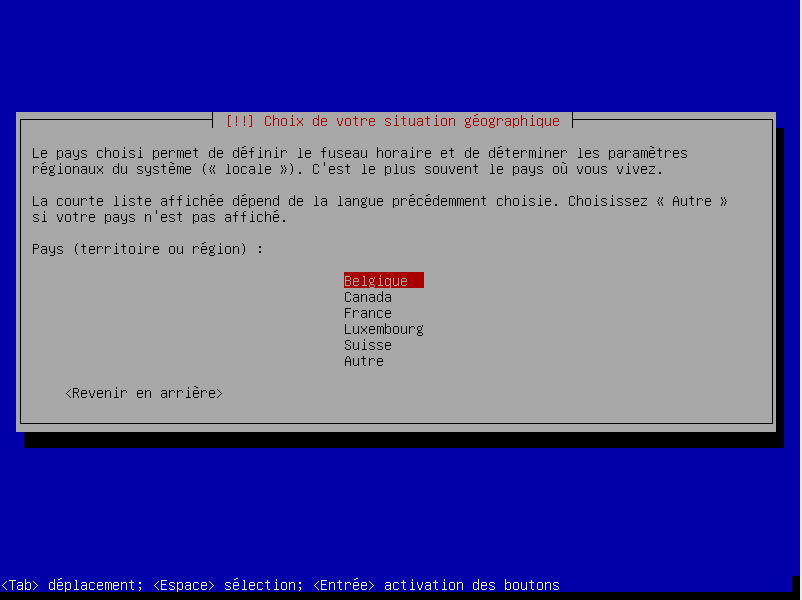 [!!] Choix de votre situation géographique
Le pays choisi permet de définir le fuseau horaire et de déterminer les paramètres
régionaux du système (« locale »). C'est le plus souvent le pays où vous vivez.
La courte liste affichée dépend de la langue précédemment choisie. Choisissez « Autre »
si votre pays n'est pas affiché.
Pays (territoire ou région) :
Belgique
Canada
France
Luxembourg
Suisse
Autre
<Revenir en arrière>
<Tab> déplacement; <Espace> sélection; <Entrée> activation des boutons